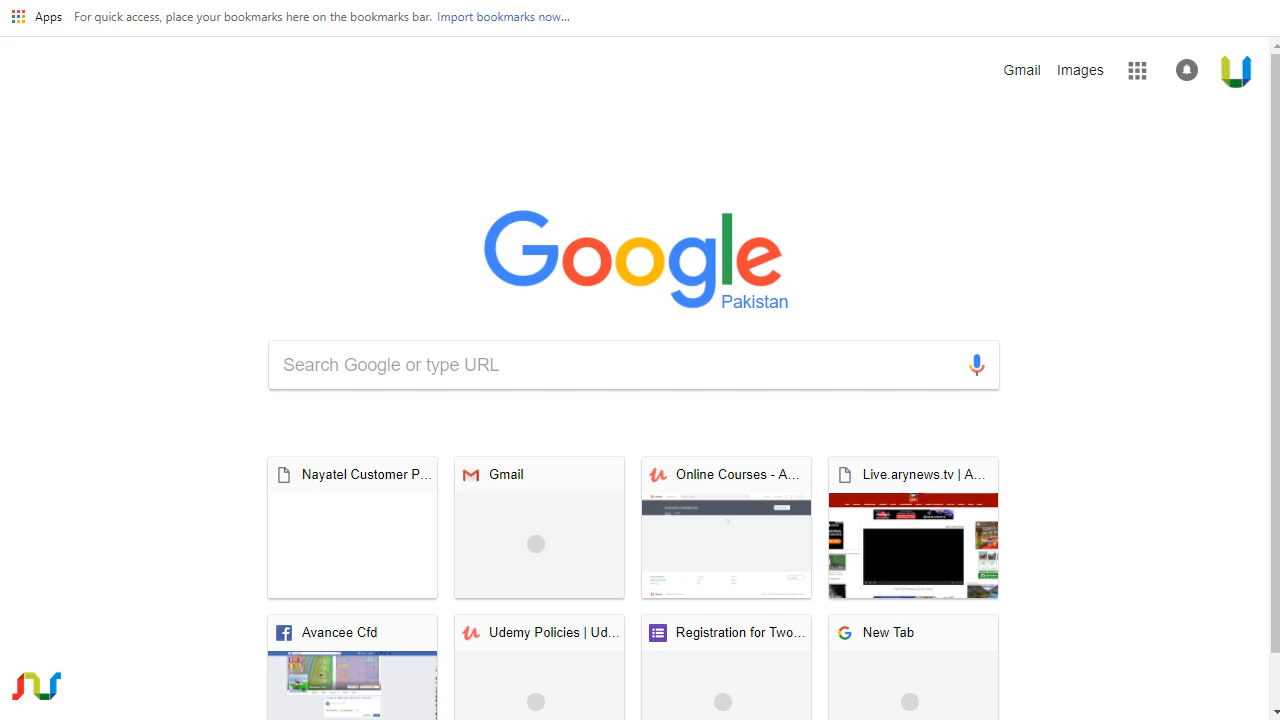 Apps For quick access, place your bookmarks here on the bookmarks bar. Import bookmarks now...
Gmail Images
Google
Pakistan
Search Google or type URL
Nayatel Customer P...
Gmail
Online Courses - A...
Live.arynews.tv | A...
Avancee Cfd
Udemy Policies | Ud...
Registration for Two...
New Tab